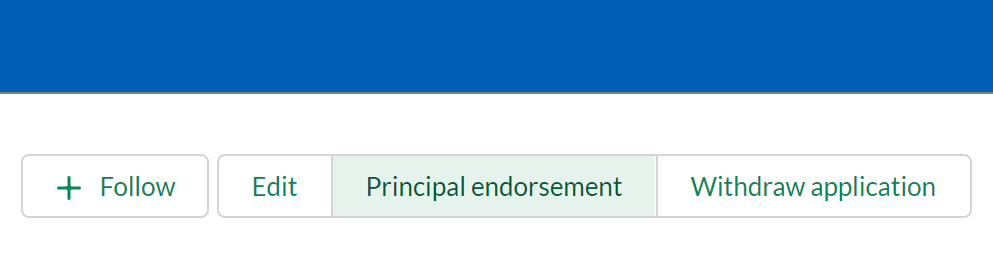 Follow Edit Principal endorsement Withdraw application